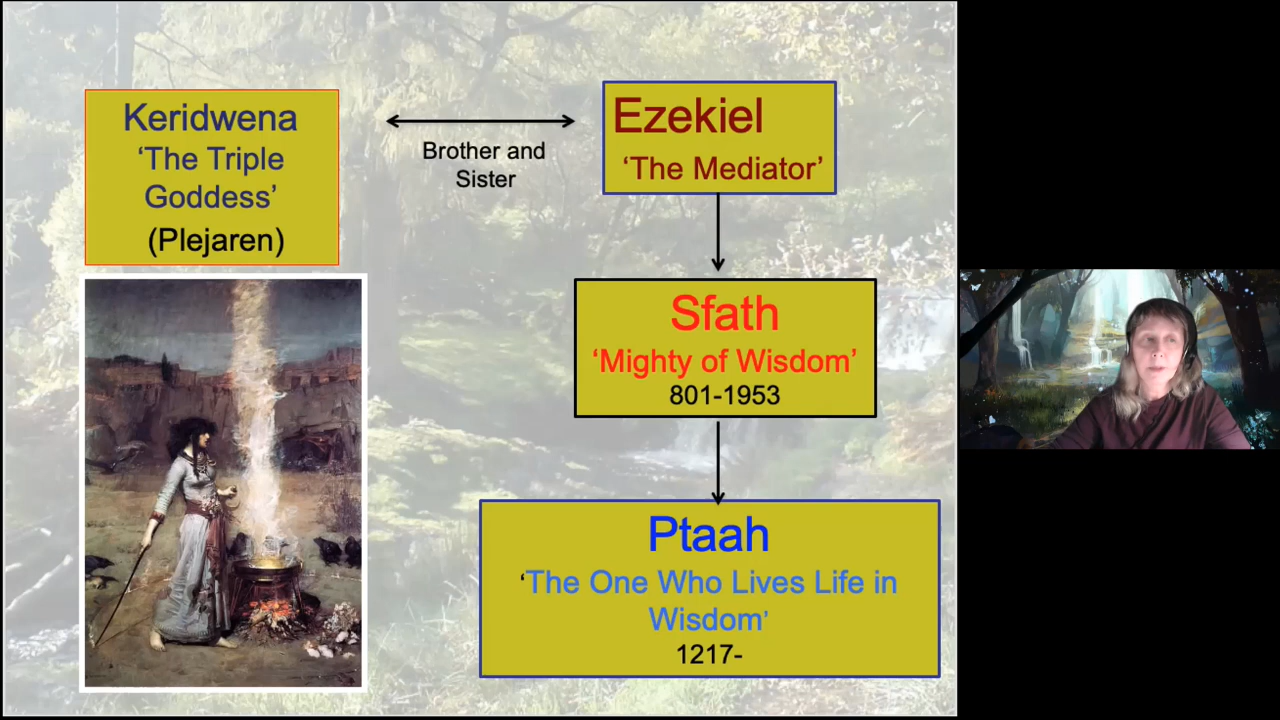 Keridwena
‘The Triple
Goddess’
(Plejaren)
Brother and
Sister
Ezekiel
‘The Mediator’
Sfath
‘Mighty of Wisdom’
801-1953
Ptaah
‘The One Who Lives Life in
Wisdom’
1217-